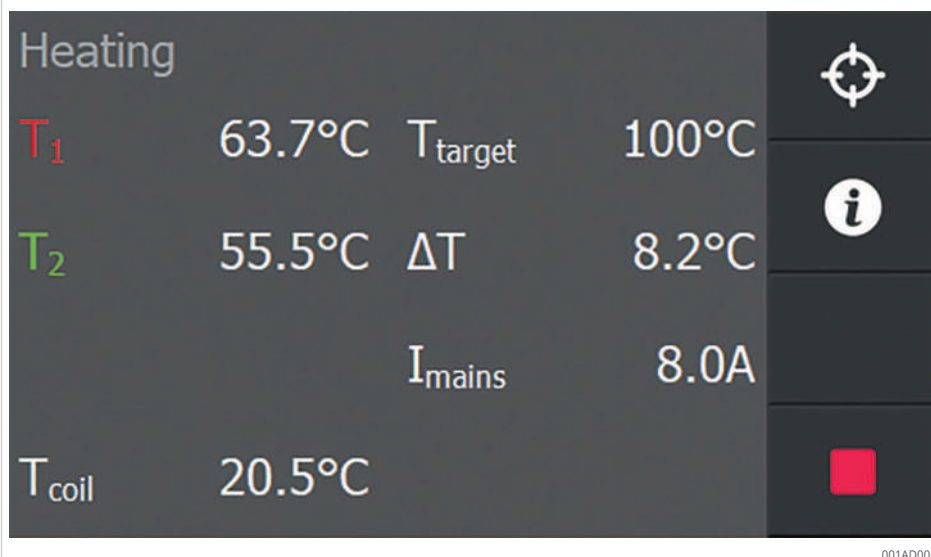 Heating
T1 63.7°C Ttarget 100°C
T2 55.5°C ΔT 8.2°C
Imains 8.0A
Tcoil 20.5°C
i
001AD00